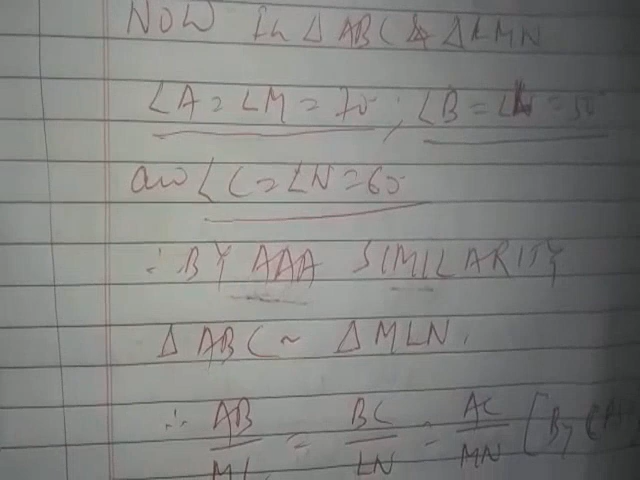 NOW In Δ ABC & Δ LMN
∠A = ∠M = 70° ; ∠B = ∠L = 50°
and ∠C = ∠N = 60°
∴ BY AAA SIMILARITY
Δ ABC ~ Δ MLN.
∴ AB/ML = BC/LN = AC/MN [By